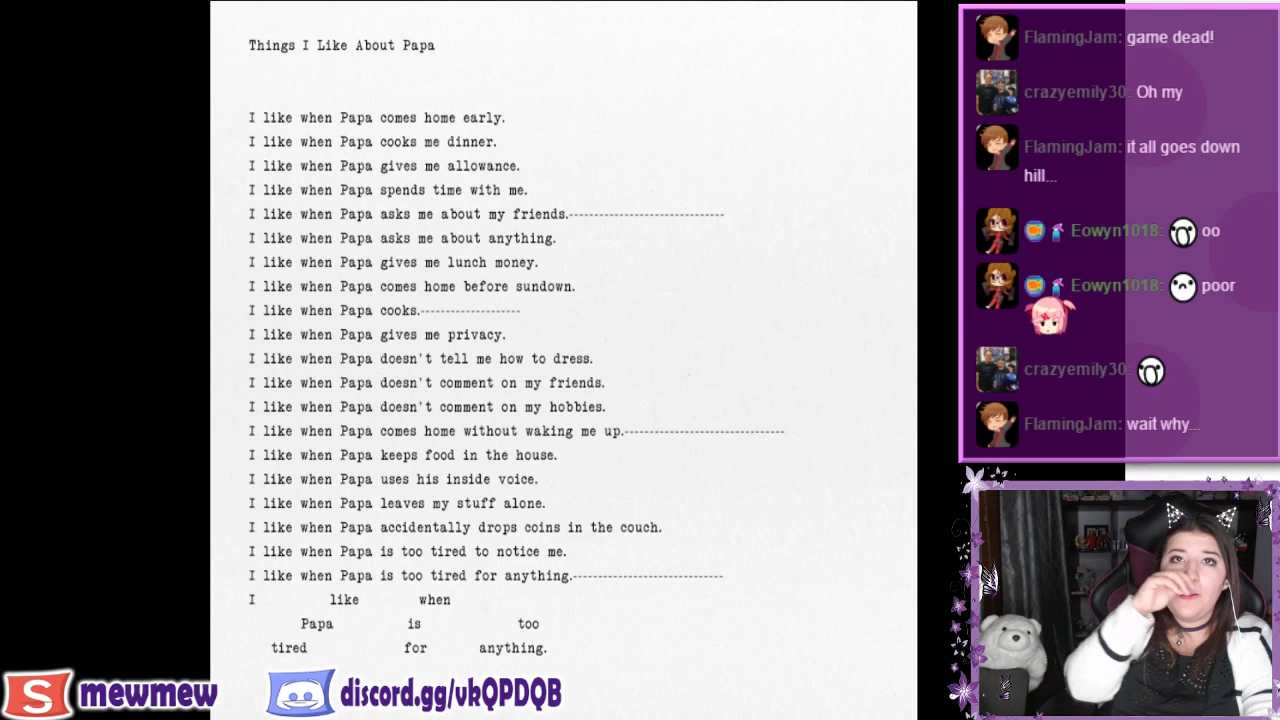 Things I Like About Papa
I like when Papa comes home early.
I like when Papa cooks me dinner.
I like when Papa gives me allowance.
I like when Papa spends time with me.
I like when Papa asks me about my friends.-----------------------------
I like when Papa asks me about anything.
I like when Papa gives me lunch money.
I like when Papa comes home before sundown.
I like when Papa cooks.-------------------
I like when Papa gives me privacy.
I like when Papa doesn't tell me how to dress.
I like when Papa doesn't comment on my friends.
I like when Papa doesn't comment on my hobbies.
I like when Papa comes home without waking me up.------------------------------
I like when Papa keeps food in the house.
I like when Papa uses his inside voice.
I like when Papa leaves my stuff alone.
I like when Papa accidentally drops coins in the couch.
I like when Papa is too tired to notice me.
I like when Papa is too tired for anything.----------------------------
I like when
Papa is too
tired for anything.
FlamingJam: game dead!
crazyemily30: Oh my
FlamingJam: it all goes down
hill...
Eowyn1018: oo
Eowyn1018: poor
crazyemily30:
FlamingJam: wait why...
S mewmew
discord.gg/vkQPDQB